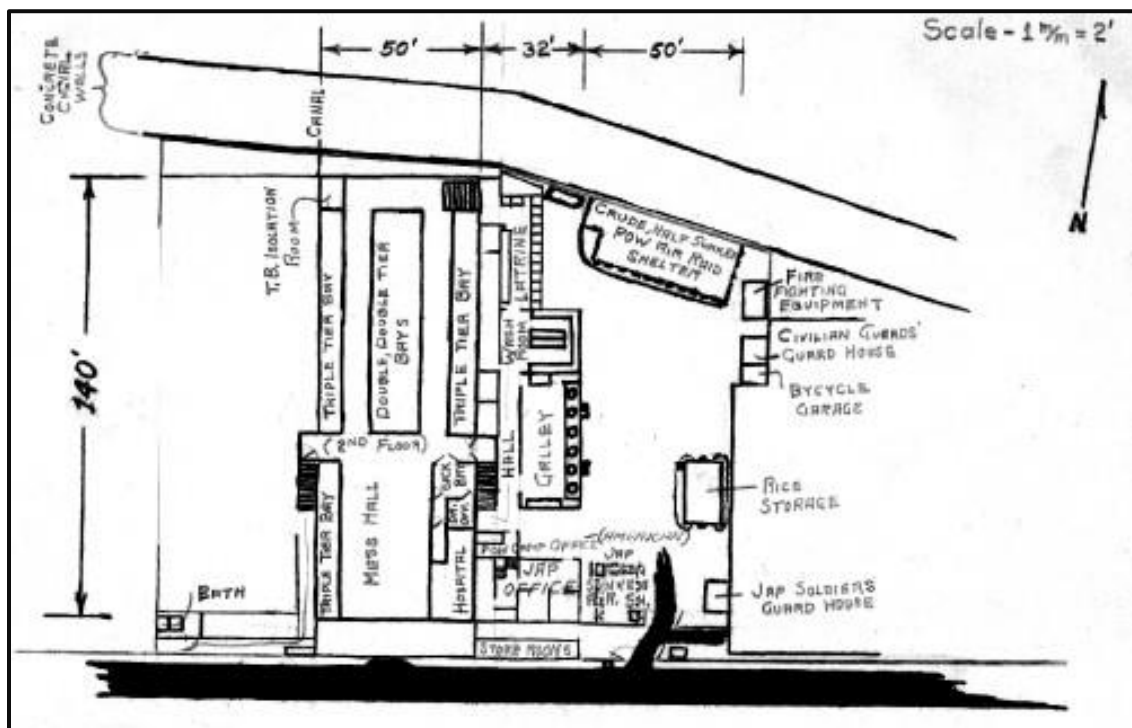 50'
32'
50'
Scale - 1 m/m = 2'
CONCRETE
CANAL
WALLS
CANAL
N
T.B. ISOLATION
ROOM
140'
TRIPLE TIER BAY
DOUBLE, DOUBLE TIER
BAYS
TRIPLE TIER BAY
LATRINE
WASH
ROOM
CRUDE, HALF SUNKEN
POW AIR RAID
SHELTER
FIRE
FIGHTING
EQUIPMENT
CIVILIAN GUARDS'
GUARD HOUSE
BYCYCLE
GARAGE
(2ND FLOOR)
HALL
GALLEY
SICK
BAY
DR.
OFF.
RICE
STORAGE
TRIPLE TIER BAY
MESS HALL
HOSPITAL
POW CAMP OFFICE (AMERICAN)
JAP
OFFICE
JAP
JAP SOLDIERS
GUARD HOUSE
BATH
STORE ROOMS